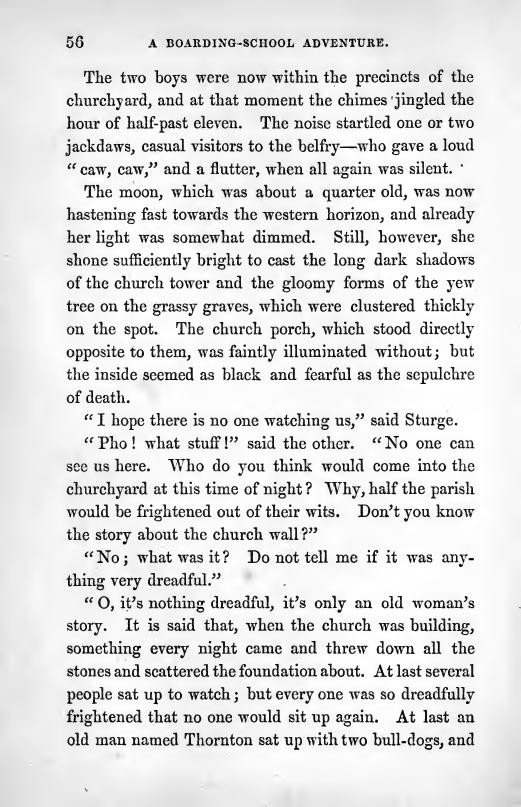 56 A BOARDING-SCHOOL ADVENTURE.
The two boys were now within the precincts of the
churchyard, and at that moment the chimes jingled the
hour of half-past eleven. The noise startled one or two
jackdaws, casual visitors to the belfry—who gave a loud
“ caw, caw,” and a flutter, when all again was silent.
The moon, which was about a quarter old, was now
hastening fast towards the western horizon, and already
her light was somewhat dimmed. Still, however, she
shone sufficiently bright to cast the long dark shadows
of the church tower and the gloomy forms of the yew
tree on the grassy graves, which were clustered thickly
on the spot. The church porch, which stood directly
opposite to them, was faintly illuminated without; but
the inside seemed as black and fearful as the sepulchre
of death.
“ I hope there is no one watching us,” said Sturge.
“ Pho ! what stuff !” said the other. “ No one can
see us here. Who do you think would come into the
churchyard at this time of night ? Why, half the parish
would be frightened out of their wits. Don’t you know
the story about the church wall ?”
“ No ; what was it ? Do not tell me if it was any-
thing very dreadful.”
“ O, it’s nothing dreadful, it’s only an old woman’s
story. It is said that, when the church was building,
something every night came and threw down all the
stones and scattered the foundation about. At last several
people sat up to watch ; but every one was so dreadfully
frightened that no one would sit up again. At last an
old man named Thornton sat up with two bull-dogs, and